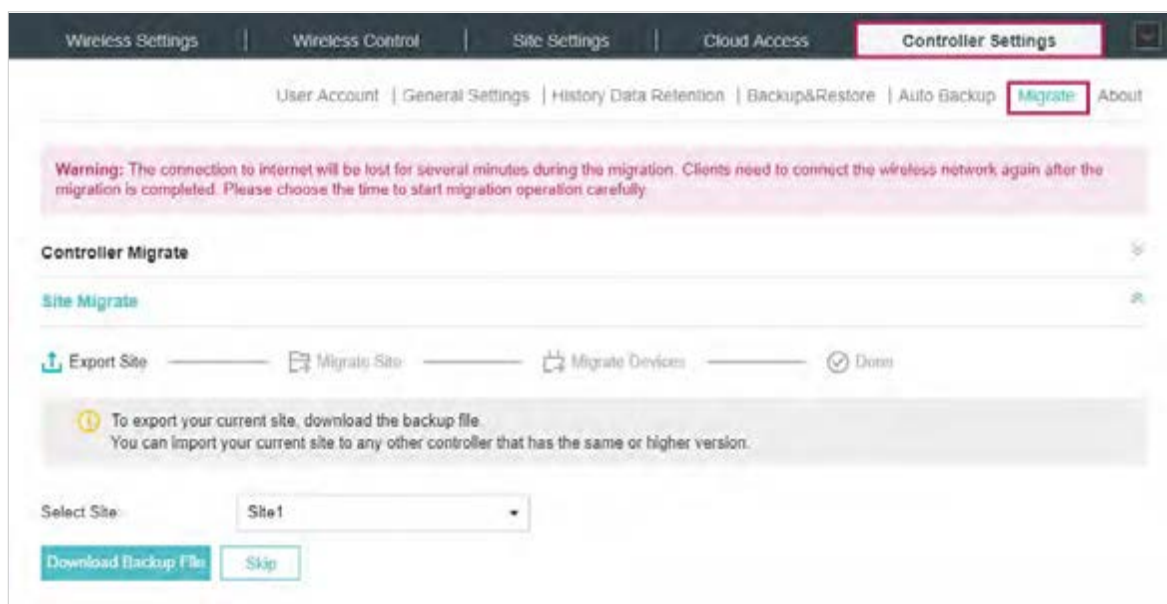 Wireless Settings | Wireless Control | Site Settings | Cloud Access Controller Settings
User Account | General Settings | History Data Retention | Backup&Restore | Auto Backup Migrate About
Warning: The connection to internet will be lost for several minutes during the migration. Clients need to connect the wireless network again after the
migration is completed. Please choose the time to start migration operation carefully.
Controller Migrate
Site Migrate
Export Site Migrate Site Migrate Devices Done
To export your current site, download the backup file.
You can import your current site to any other controller that has the same or higher version.
Select Site: Site1
Download Backup File Skip